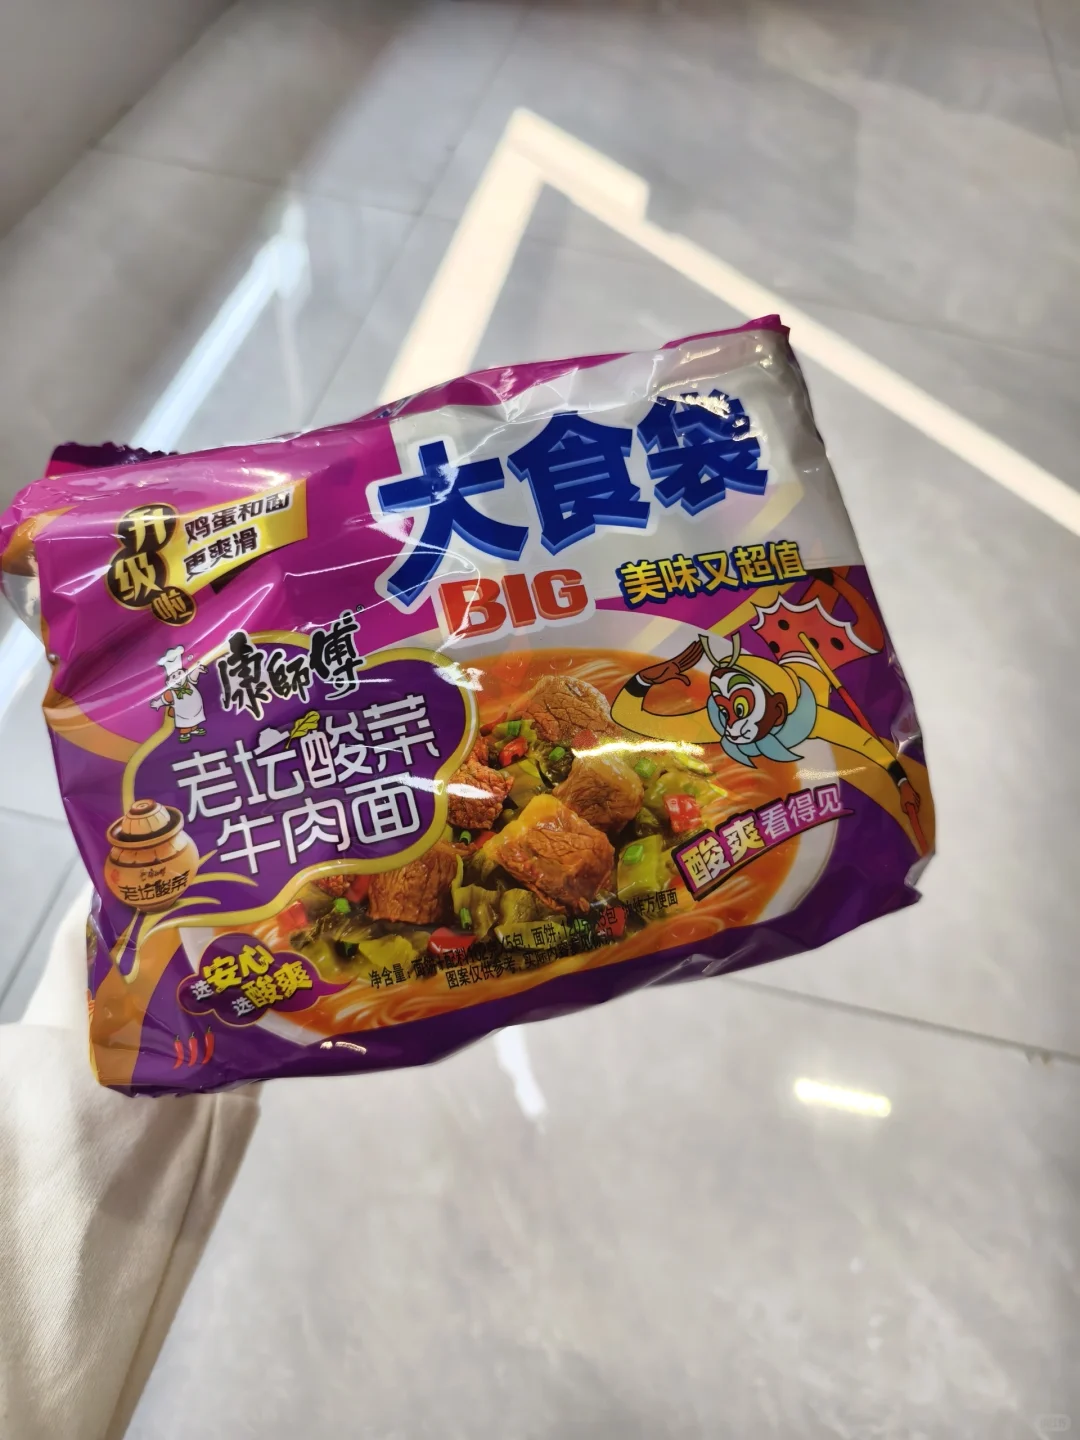 大食袋
BIG
美味又超值
升级啦
鸡蛋和面
更爽滑
康師傅
老坛酸菜
牛肉面
老坛酸菜
酸爽看得见
选安心
选酸爽
图案仅供参考